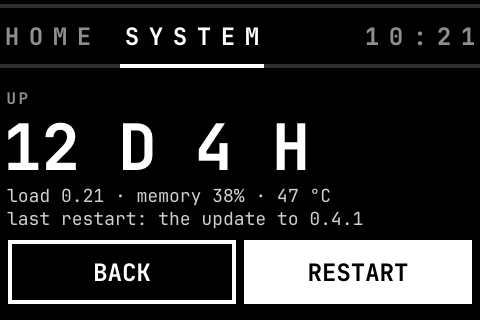 HOME SYSTEM 10:21
UP
12 D 4 H
load 0.21 · memory 38% · 47 °C
last restart: the update to 0.4.1
BACK RESTART